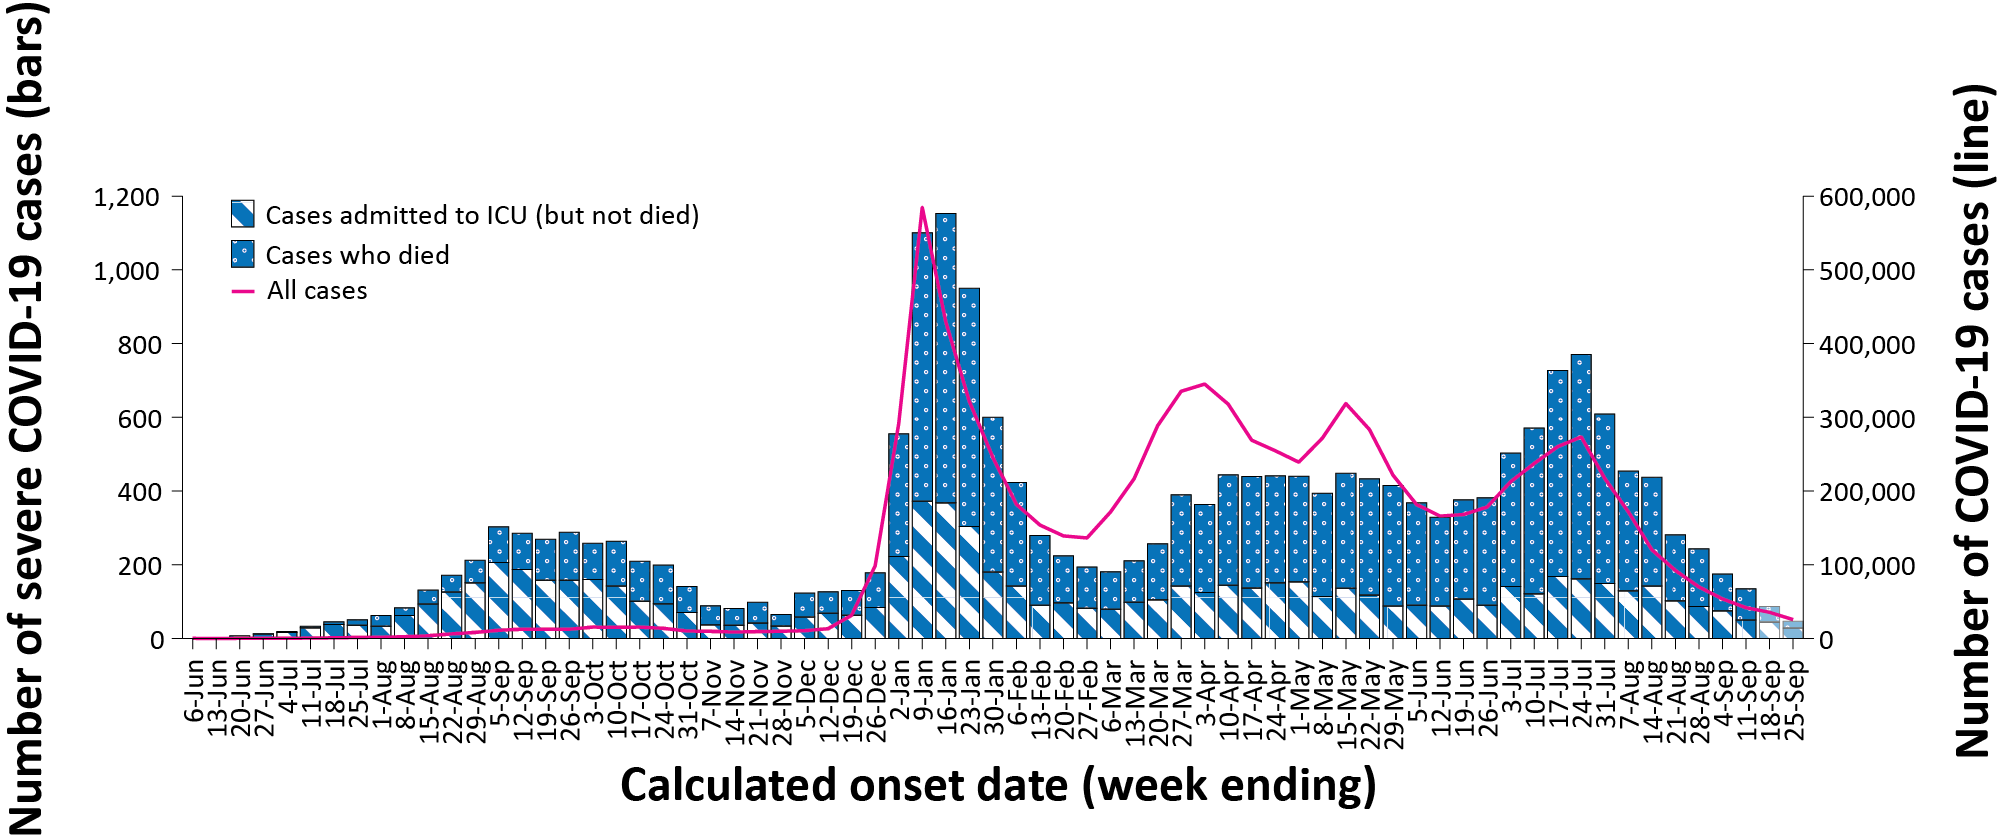 Number of severe COVID-19 cases (bars)
1,200
1,000
800
600
400
200
0
Cases admitted to ICU (but not died)
Cases who died
All cases
600,000
500,000
400,000
300,000
200,000
100,000
0
Number of COVID-19 cases (line)
6-Jun
13-Jun
20-Jun
27-Jun
4-Jul
11-Jul
18-Jul
25-Jul
1-Aug
8-Aug
15-Aug
22-Aug
29-Aug
5-Sep
12-Sep
19-Sep
26-Sep
3-Oct
10-Oct
17-Oct
24-Oct
31-Oct
7-Nov
14-Nov
21-Nov
28-Nov
5-Dec
12-Dec
19-Dec
26-Dec
2-Jan
9-Jan
16-Jan
23-Jan
30-Jan
6-Feb
13-Feb
20-Feb
27-Feb
6-Mar
13-Mar
20-Mar
27-Mar
3-Apr
10-Apr
17-Apr
24-Apr
1-May
8-May
15-May
22-May
29-May
5-Jun
12-Jun
19-Jun
26-Jun
3-Jul
10-Jul
17-Jul
24-Jul
31-Jul
7-Aug
14-Aug
21-Aug
28-Aug
4-Sep
11-Sep
18-Sep
25-Sep
Calculated onset date (week ending)